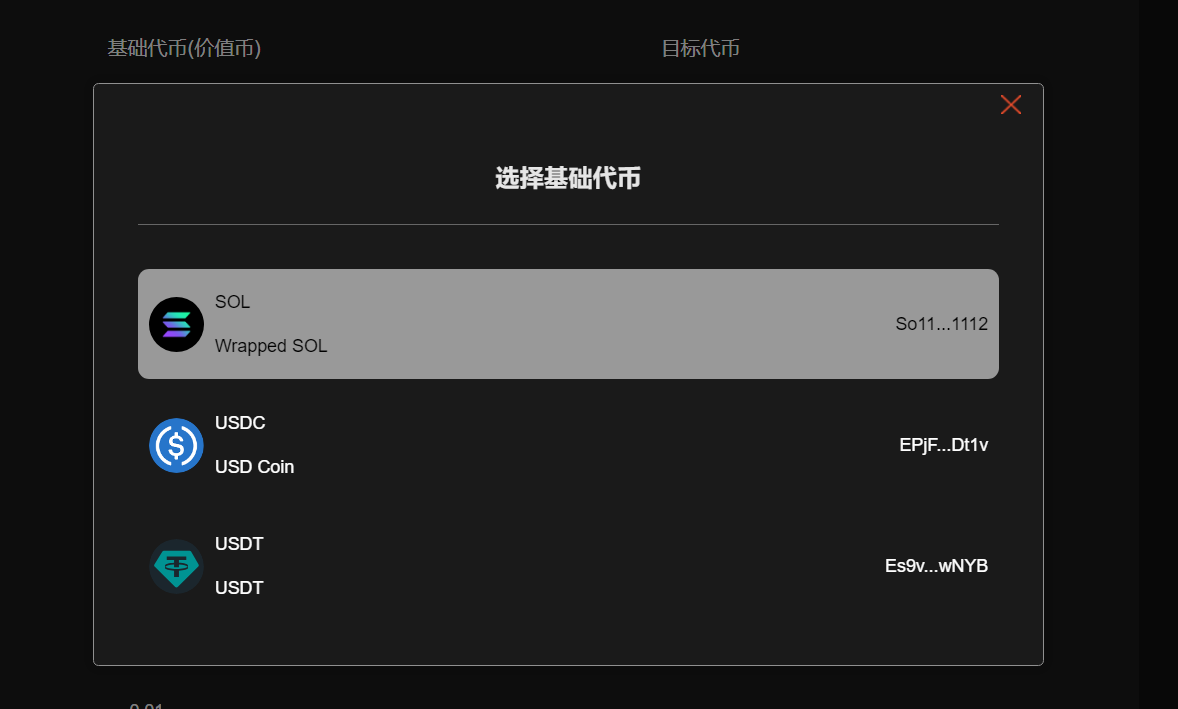 基础代币(价值币) 目标代币
选择基础代币
SOL
Wrapped SOL
So11...1112
USDC
USD Coin
EPjF...Dt1v
USDT
USDT
Es9v...wNYB